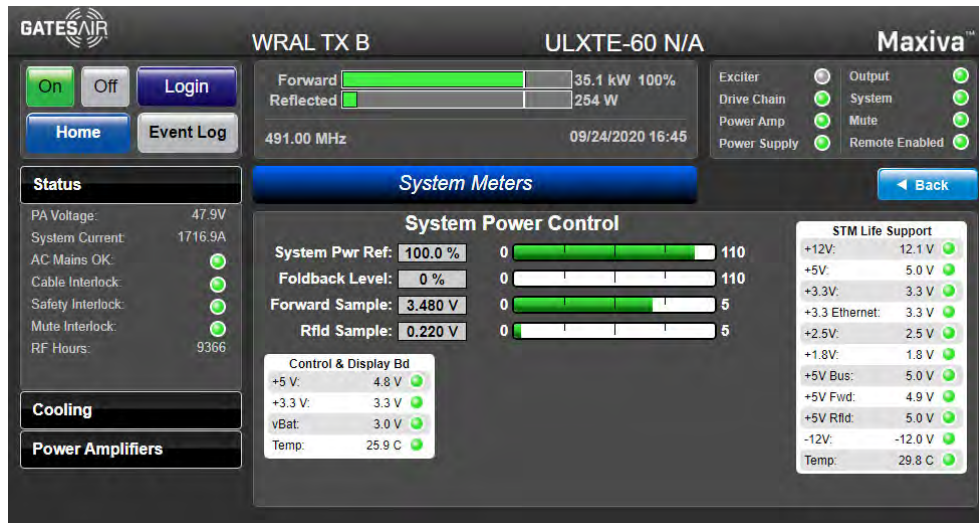 GATESAIR
WRAL TX B
ULXTE-60 N/A
Maxiva™
On
Off
Login
Home
Event Log
Forward
35.1 kW 100%
Reflected
254 W
491.00 MHz
09/24/2020 16:45
Exciter
Output
Drive Chain
System
Power Amp
Mute
Power Supply
Remote Enabled
Status
System Meters
◄ Back
PA Voltage: 47.9V
System Current: 1716.9A
AC Mains OK:
Cable Interlock:
Safety Interlock:
Mute Interlock:
RF Hours: 9366
Cooling
Power Amplifiers
System Power Control
System Pwr Ref: 100.0 % 0 110
Foldback Level: 0 % 0 110
Forward Sample: 3.480 V 0 5
Rfld Sample: 0.220 V 0 5
Control & Display Bd
+5 V: 4.8 V
+3.3 V: 3.3 V
vBat: 3.0 V
Temp: 25.9 C
STM Life Support
+12V: 12.1 V
+5V: 5.0 V
+3.3V: 3.3 V
+3.3 Ethernet: 3.3 V
+2.5V: 2.5 V
+1.8V: 1.8 V
+5V Bus: 5.0 V
+5V Fwd: 4.9 V
+5V Rfld: 5.0 V
-12V: -12.0 V
Temp: 29.8 C